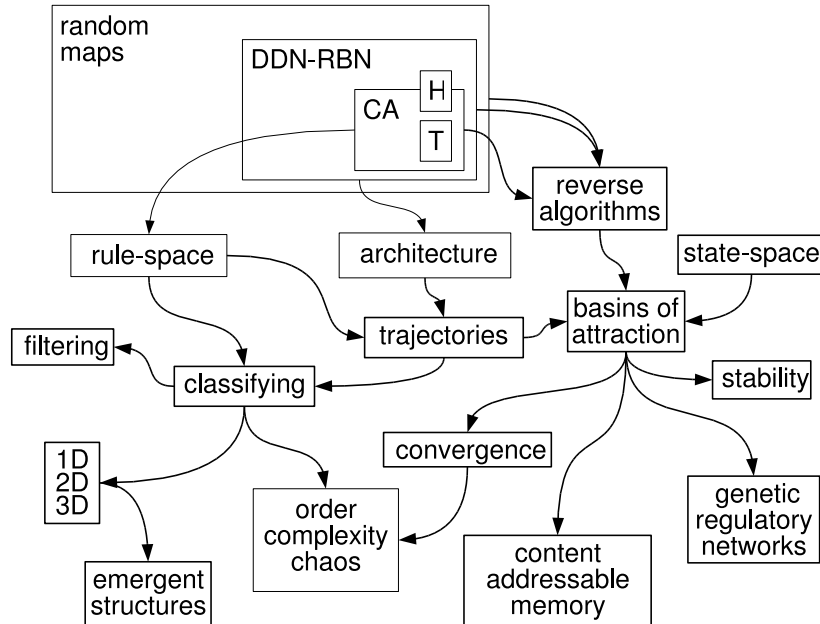 random
maps
DDN-RBN
H
CA
T
reverse
algorithms
rule-space
architecture
state-space
basins of
attraction
trajectories
filtering
classifying
stability
convergence
1D
2D
3D
order
complexity
chaos
genetic
regulatory
networks
content
addressable
memory
emergent
structures